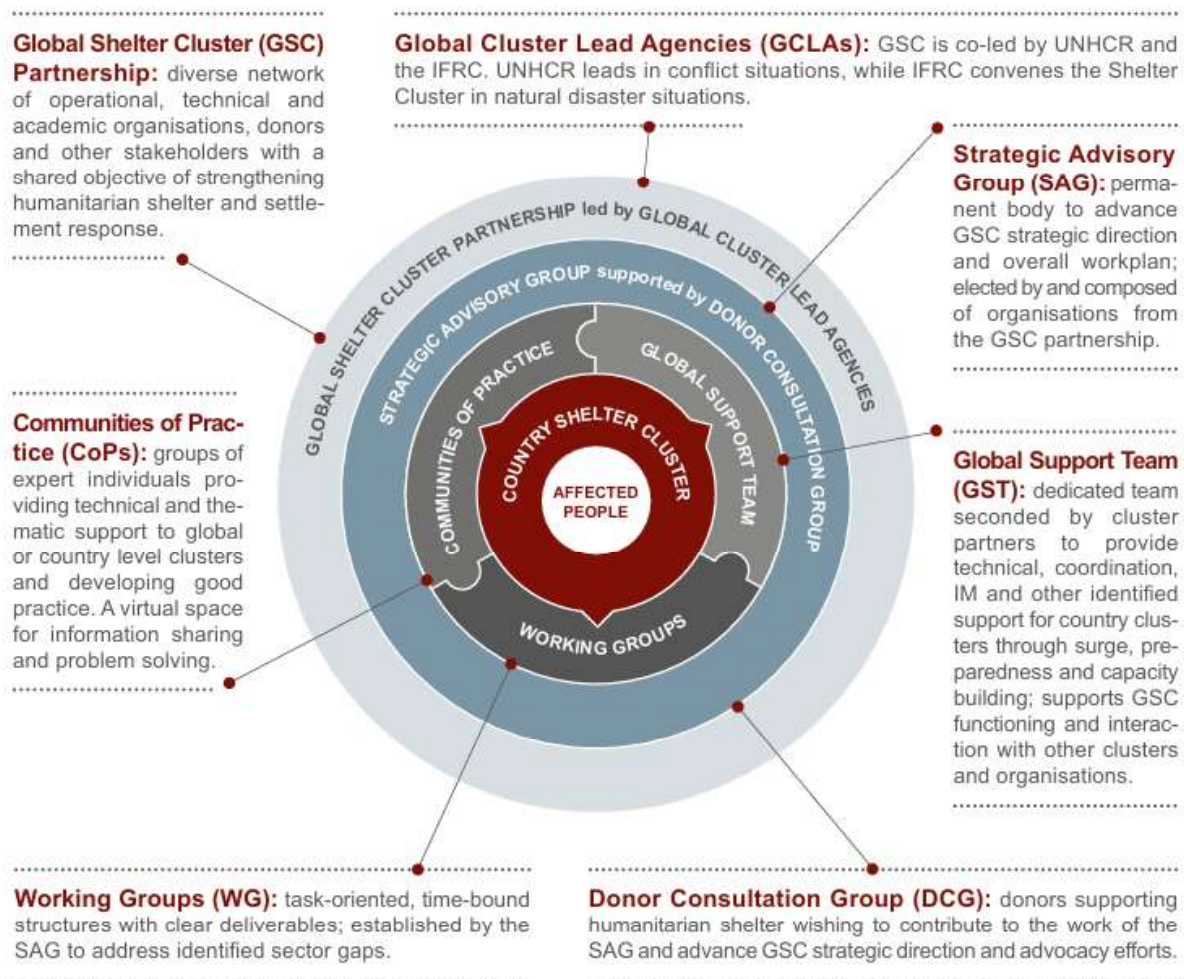 Global Shelter Cluster (GSC)
Partnership: diverse network
of operational, technical and
academic organisations, donors
and other stakeholders with a
shared objective of strengthening
humanitarian shelter and settle-
ment response.
Global Cluster Lead Agencies (GCLAs): GSC is co-led by UNHCR and
the IFRC. UNHCR leads in conflict situations, while IFRC convenes the Shelter
Cluster in natural disaster situations.
Strategic Advisory
Group (SAG): perma-
nent body to advance
GSC strategic direction
and overall workplan;
elected by and composed
of organisations from
the GSC partnership.
GLOBAL SHELTER CLUSTER PARTNERSHIP led by GLOBAL CLUSTER LEAD AGENCIES
STRATEGIC ADVISORY GROUP supported by DONOR CONSULTATION GROUP
COMMUNITIES OF PRACTICE
GLOBAL SUPPORT TEAM
COUNTRY SHELTER CLUSTER
AFFECTED
PEOPLE
WORKING GROUPS
Communities of Prac-
tice (CoPs): groups of
expert individuals pro-
viding technical and the-
matic support to global
or country level clusters
and developing good
practice. A virtual space
for information sharing
and problem solving.
Global Support Team
(GST): dedicated team
seconded by cluster
partners to provide
technical, coordination,
IM and other identified
support for country clus-
ters through surge, pre-
paredness and capacity
building; supports GSC
functioning and interac-
tion with other clusters
and organisations.
Working Groups (WG): task-oriented, time-bound
structures with clear deliverables; established by the
SAG to address identified sector gaps.
Donor Consultation Group (DCG): donors supporting
humanitarian shelter wishing to contribute to the work of the
SAG and advance GSC strategic direction and advocacy efforts.